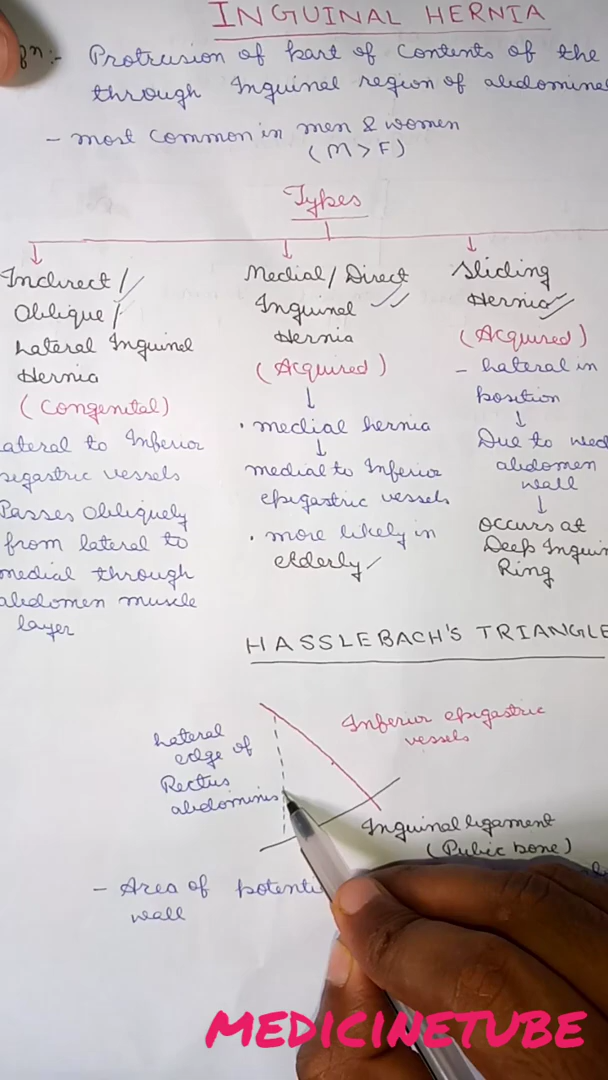 INGUINAL HERNIA
Protrusion of part of contents of the
through Inguinal region of abdominal
- most common in men & women
(M > F)
Types
Indirect /
Oblique /
Lateral Inguinal
Hernia
(Congenital)
ateral to Inferior
pigastric vessels
Passes Obliquely
from lateral to
medial through
abdomen muscle
layer
Medial / Direct
Inguinal
Hernia
(Acquired)
• medial hernia
medial to Inferior
epigastric vessels
• more likely in
elderly
Sliding
Hernia
(Acquired)
- Lateral in
position
Due to
abdomen
wall
occurs at
Deep Inguin
Ring
HASSLEBACH'S TRIANGLE
Lateral
edge of
Rectus
abdominis
Inferior epigastric
vessels
Inguinal ligament
(Pubic bone)
- Area of potenti
wall
MEDICINETUBE